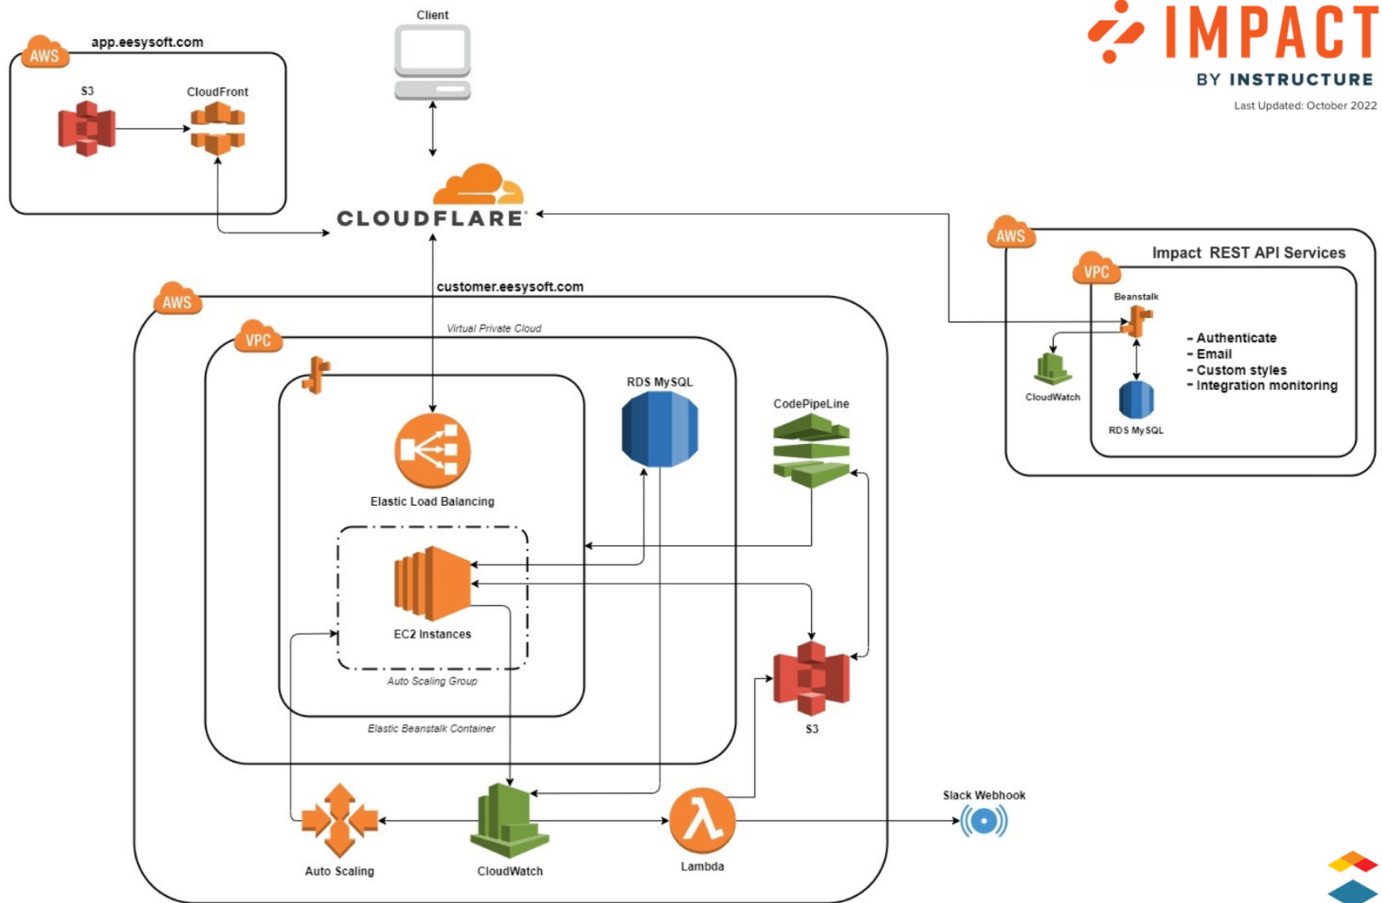 Client
IMPACT
BY INSTRUCTURE
Last Updated: October 2022
AWS
app.eesysoft.com
S3
CloudFront
CLOUDFLARE
AWS
Impact REST API Services
VPC
Beanstalk
- Authenticate
- Email
- Custom styles
- Integration monitoring
CloudWatch
RDS MySQL
AWS
customer.eesysoft.com
VPC
Virtual Private Cloud
RDS MySQL
CodePipeLine
Elastic Load Balancing
EC2 Instances
Auto Scaling Group
Elastic Beanstalk Container
S3
Slack Webhook
Auto Scaling
CloudWatch
λ
Lambda